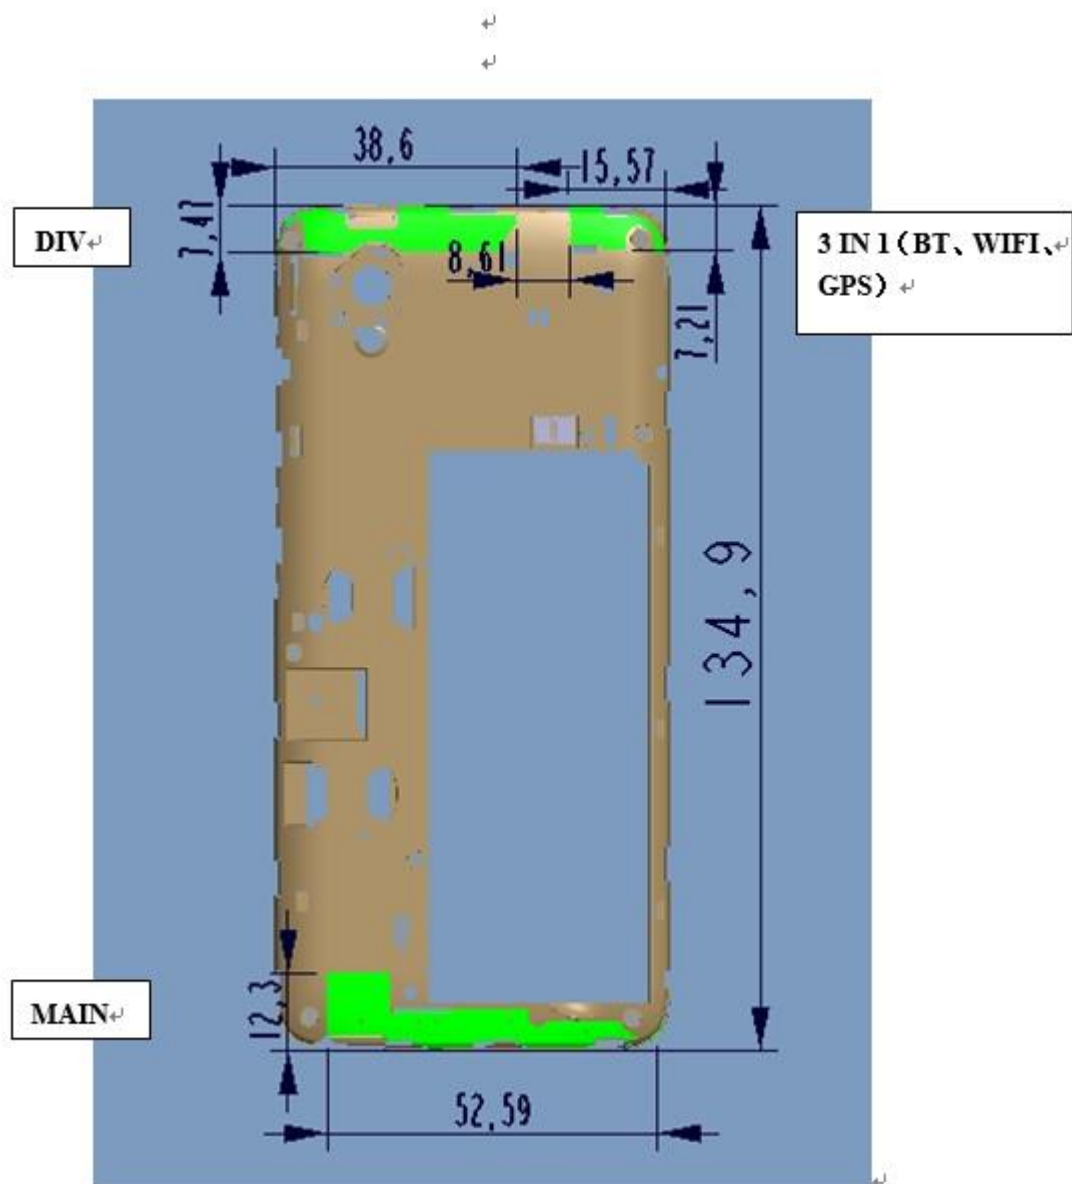 38,6
15,57
7,47
DIV
3 IN 1（BT、WIFI、
GPS）
8,61
7,21
134,9
MAIN
12,3
52,59